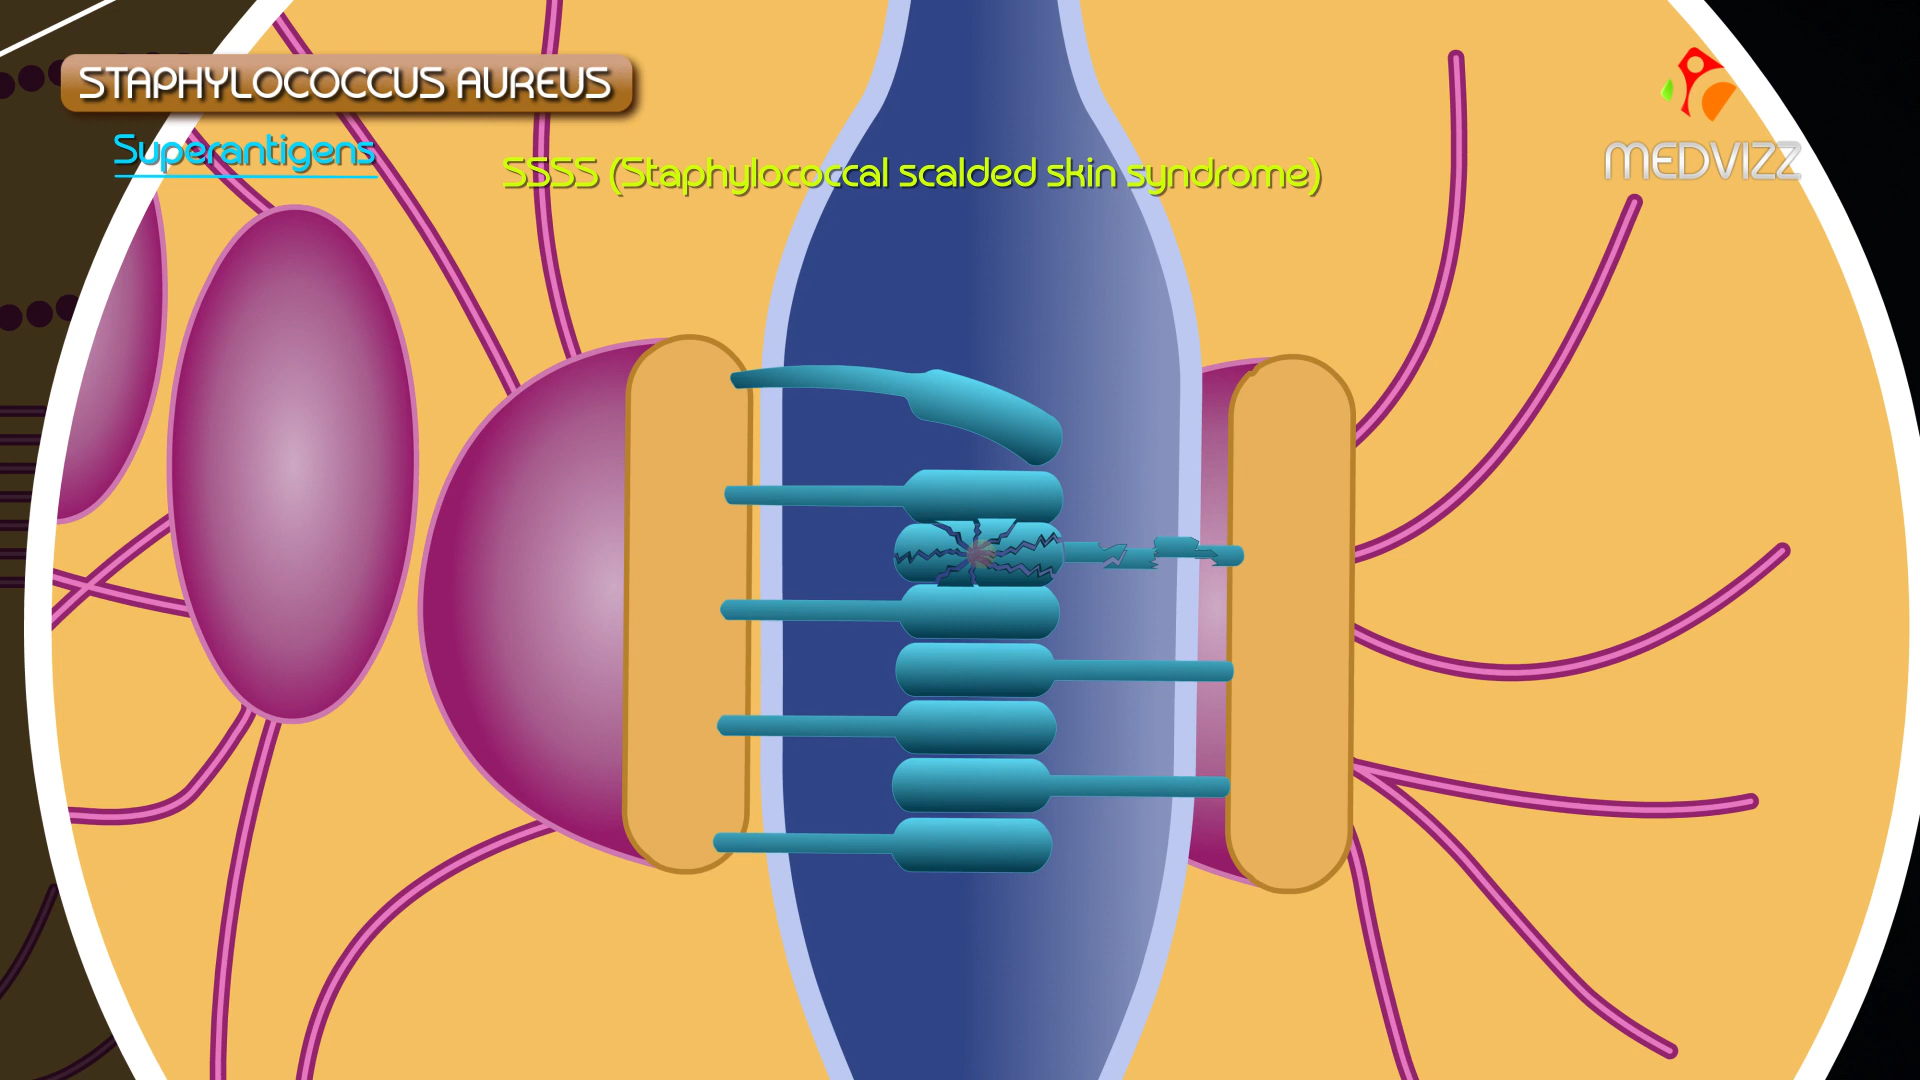 STAPHYLOCOCCUS AUREUS
Superantigens
SSSS (Staphylococcal scalded skin syndrome)
MEDVIZZ